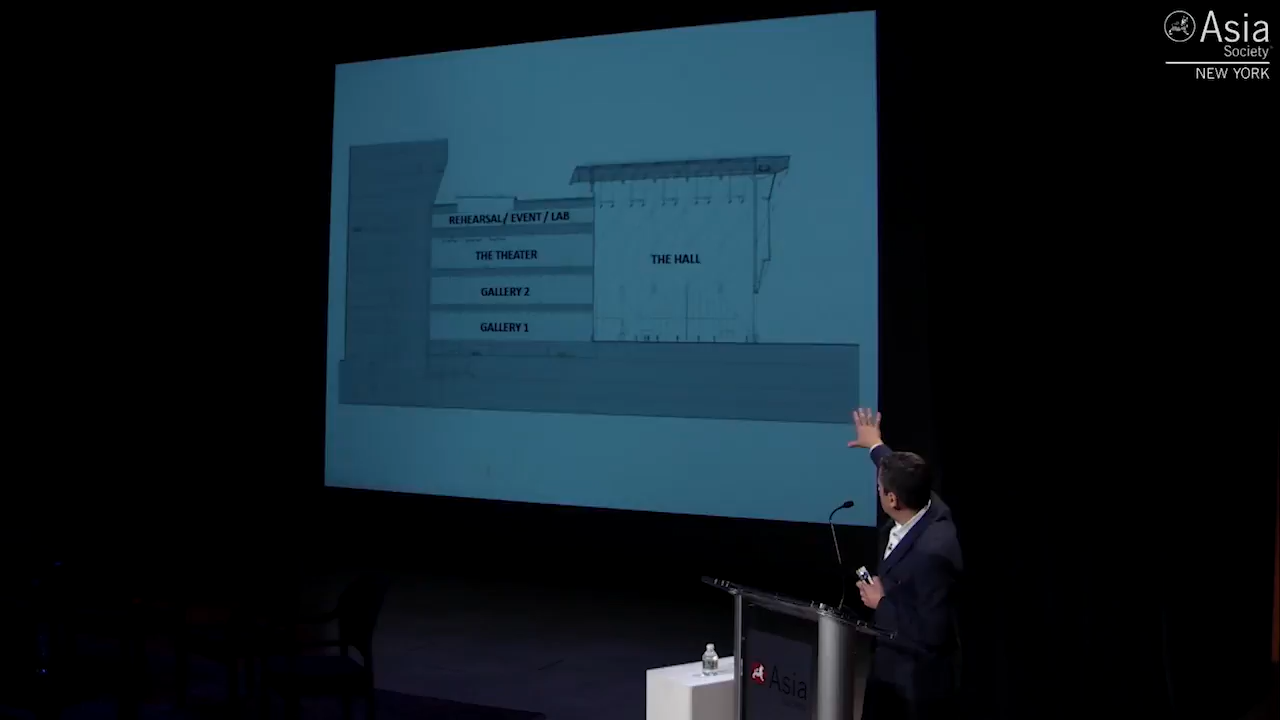 Asia
Society
NEW YORK
REHEARSAL / EVENT / LAB
THE THEATER
THE HALL
GALLERY 2
GALLERY 1
Asia